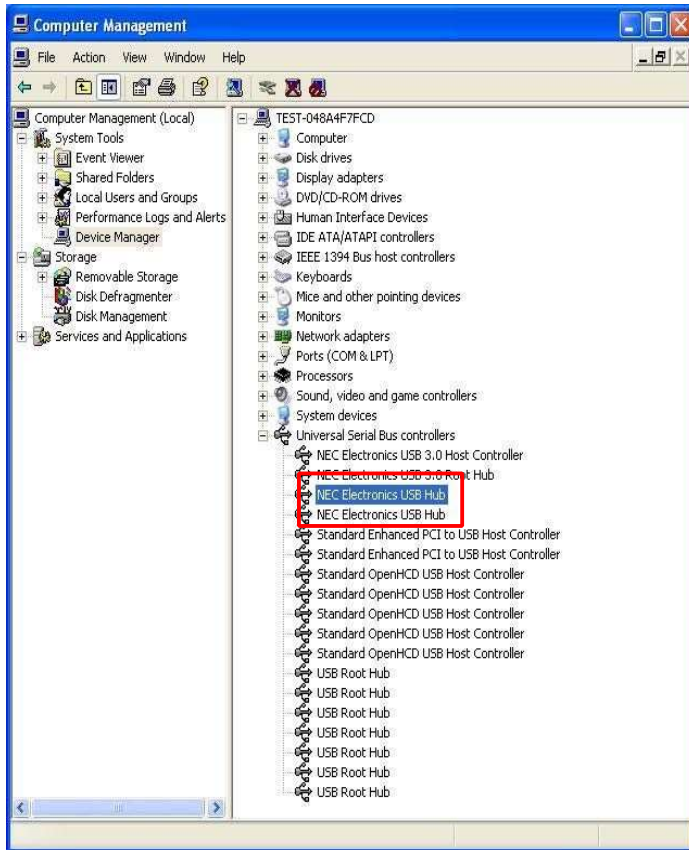 Computer Management
File Action View Window Help
Computer Management (Local)
System Tools
Event Viewer
Shared Folders
Local Users and Groups
Performance Logs and Alerts
Device Manager
Storage
Removable Storage
Disk Defragmenter
Disk Management
Services and Applications
TEST-048A4F7FCD
Computer
Disk drives
Display adapters
DVD/CD-ROM drives
Human Interface Devices
IDE ATA/ATAPI controllers
IEEE 1394 Bus host controllers
Keyboards
Mice and other pointing devices
Monitors
Network adapters
Ports (COM & LPT)
Processors
Sound, video and game controllers
System devices
Universal Serial Bus controllers
NEC Electronics USB 3.0 Host Controller
NEC Electronics USB 3.0 Root Hub
NEC Electronics USB Hub
NEC Electronics USB Hub
Standard Enhanced PCI to USB Host Controller
Standard Enhanced PCI to USB Host Controller
Standard OpenHCD USB Host Controller
Standard OpenHCD USB Host Controller
Standard OpenHCD USB Host Controller
Standard OpenHCD USB Host Controller
Standard OpenHCD USB Host Controller
USB Root Hub
USB Root Hub
USB Root Hub
USB Root Hub
USB Root Hub
USB Root Hub
USB Root Hub